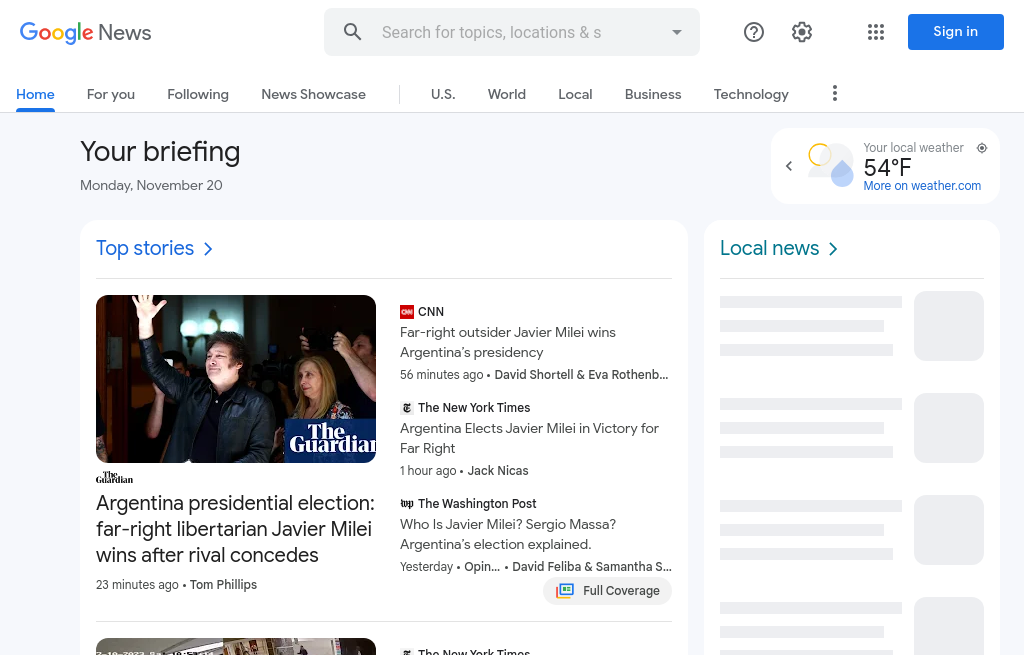 Google News
Search for topics, locations & s
Sign in
Home
For you
Following
News Showcase
U.S.
World
Local
Business
Technology
Your briefing
Monday, November 20
Your local weather
54°F
More on weather.com
Top stories
The
Guardian
The
Guardian
Argentina presidential election:
far-right libertarian Javier Milei
wins after rival concedes
23 minutes ago • Tom Phillips
CNN
CNN
Far-right outsider Javier Milei wins
Argentina’s presidency
56 minutes ago • David Shortell & Eva Rothenb...
The New York Times
Argentina Elects Javier Milei in Victory for
Far Right
1 hour ago • Jack Nicas
wp The Washington Post
Who Is Javier Milei? Sergio Massa?
Argentina’s election explained.
Yesterday • Opin... • David Feliba & Samantha S...
Full Coverage
The New York Times
Local news